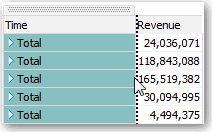 Time Revenue
Total 24,036,071
Total 118,843,088
Total 165,519,382
Total 30,094,995
Total 4,494,375